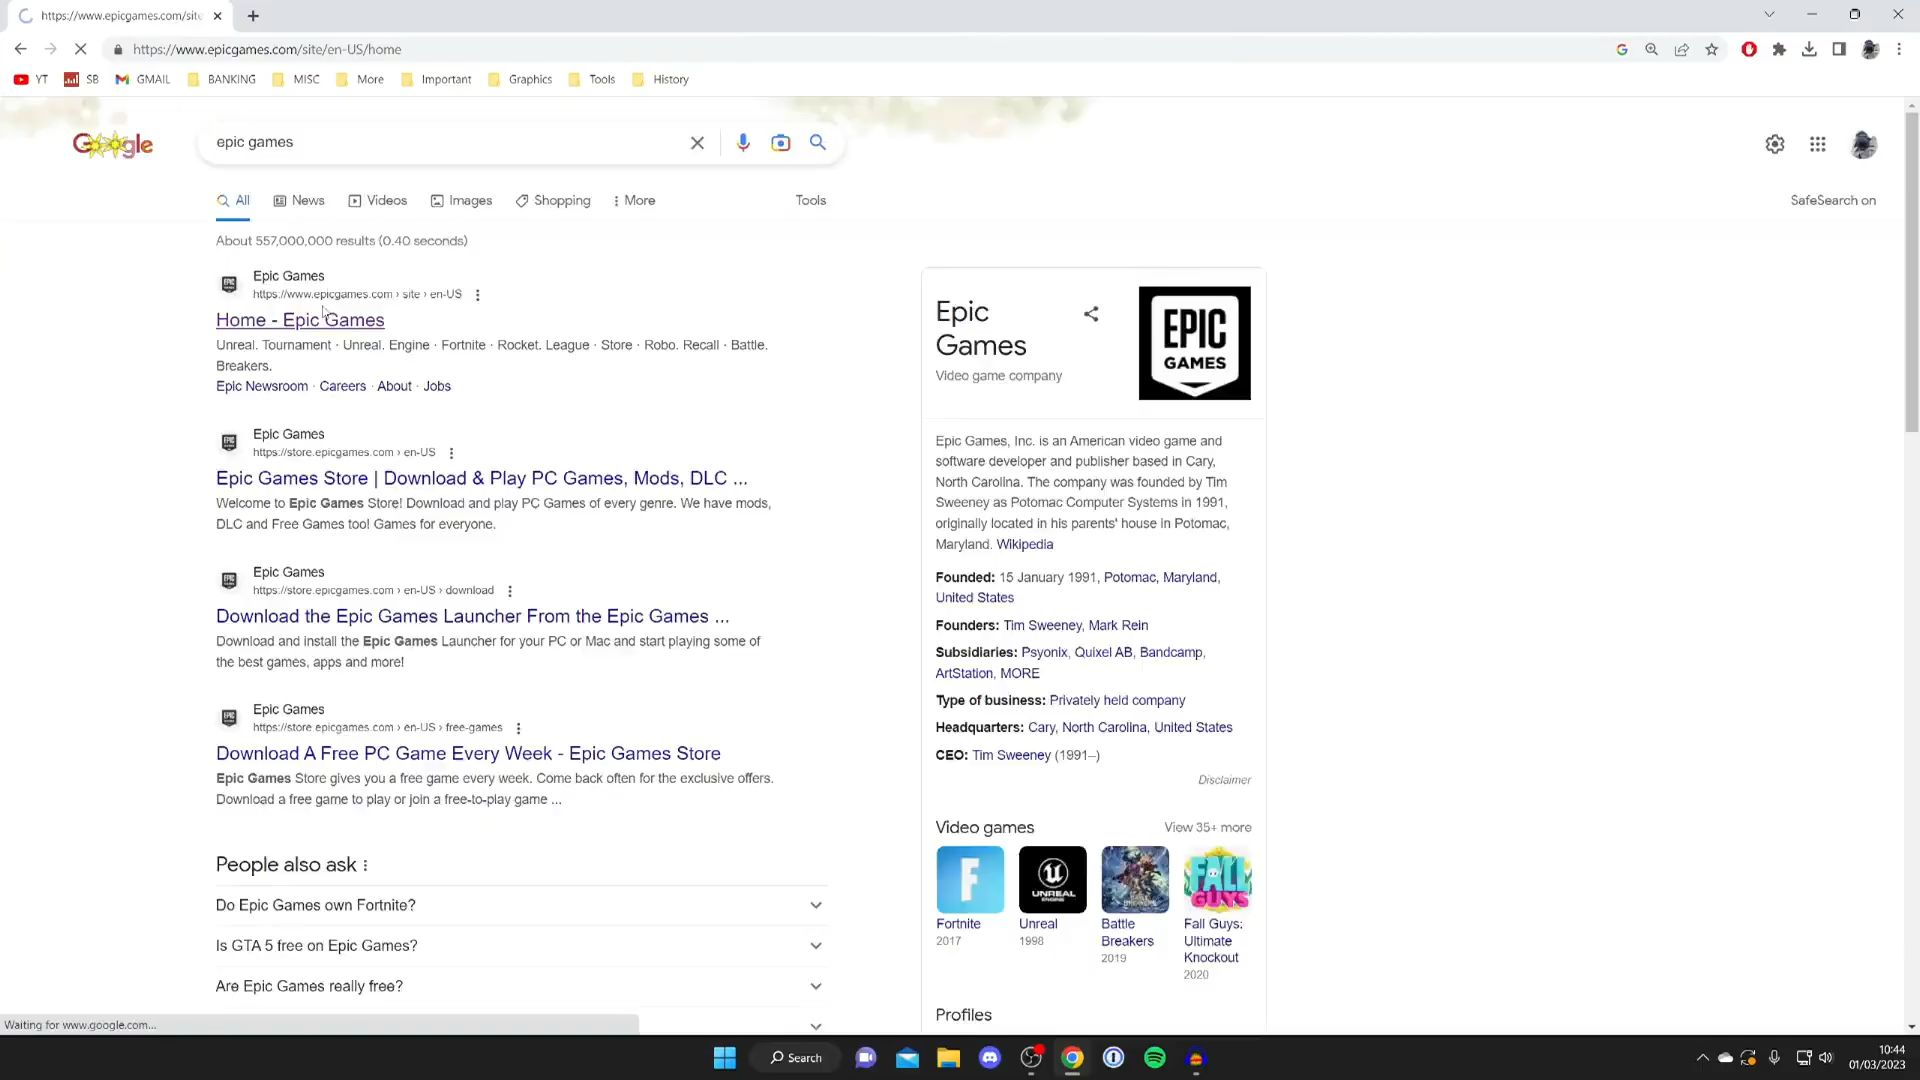 https://www.epicgames.com/site
https://www.epicgames.com/site/en-US/home
YT SB GMAIL BANKING MISC More Important Graphics Tools History
Google
epic games
All News Videos Images Shopping More Tools SafeSearch on
About 557,000,000 results (0.40 seconds)
Epic Games
https://www.epicgames.com › site › en-US
Home - Epic Games
Unreal. Tournament · Unreal. Engine · Fortnite · Rocket. League · Store · Robo. Recall · Battle.
Breakers.
Epic Newsroom · Careers · About · Jobs
Epic Games
https://store.epicgames.com › en-US
Epic Games Store | Download & Play PC Games, Mods, DLC ...
Welcome to Epic Games Store! Download and play PC Games of every genre. We have mods,
DLC and Free Games too! Games for everyone.
Epic Games
https://store.epicgames.com › en-US › download
Download the Epic Games Launcher From the Epic Games ...
Download and install the Epic Games Launcher for your PC or Mac and start playing some of
the best games, apps and more!
Epic Games
https://store.epicgames.com › en-US › free-games
Download A Free PC Game Every Week - Epic Games Store
Epic Games Store gives you a free game every week. Come back often for the exclusive offers.
Download a free game to play or join a free-to-play game ...
People also ask
Do Epic Games own Fortnite?
Is GTA 5 free on Epic Games?
Are Epic Games really free?
Epic
Games
Video game company
EPIC
GAMES
Epic Games, Inc. is an American video game and
software developer and publisher based in Cary,
North Carolina. The company was founded by Tim
Sweeney as Potomac Computer Systems in 1991,
originally located in his parents' house in Potomac,
Maryland. Wikipedia
Founded: 15 January 1991, Potomac, Maryland,
United States
Founders: Tim Sweeney, Mark Rein
Subsidiaries: Psyonix, Quixel AB, Bandcamp,
ArtStation, MORE
Type of business: Privately held company
Headquarters: Cary, North Carolina, United States
CEO: Tim Sweeney (1991–)
Disclaimer
Video games View 35+ more
F
UNREAL
FALL
GUYS
Fortnite
2017
Unreal
1998
Battle
Breakers
2019
Fall Guys:
Ultimate
Knockout
2020
Profiles
Waiting for www.google.com...
Search
10:44
01/03/2023